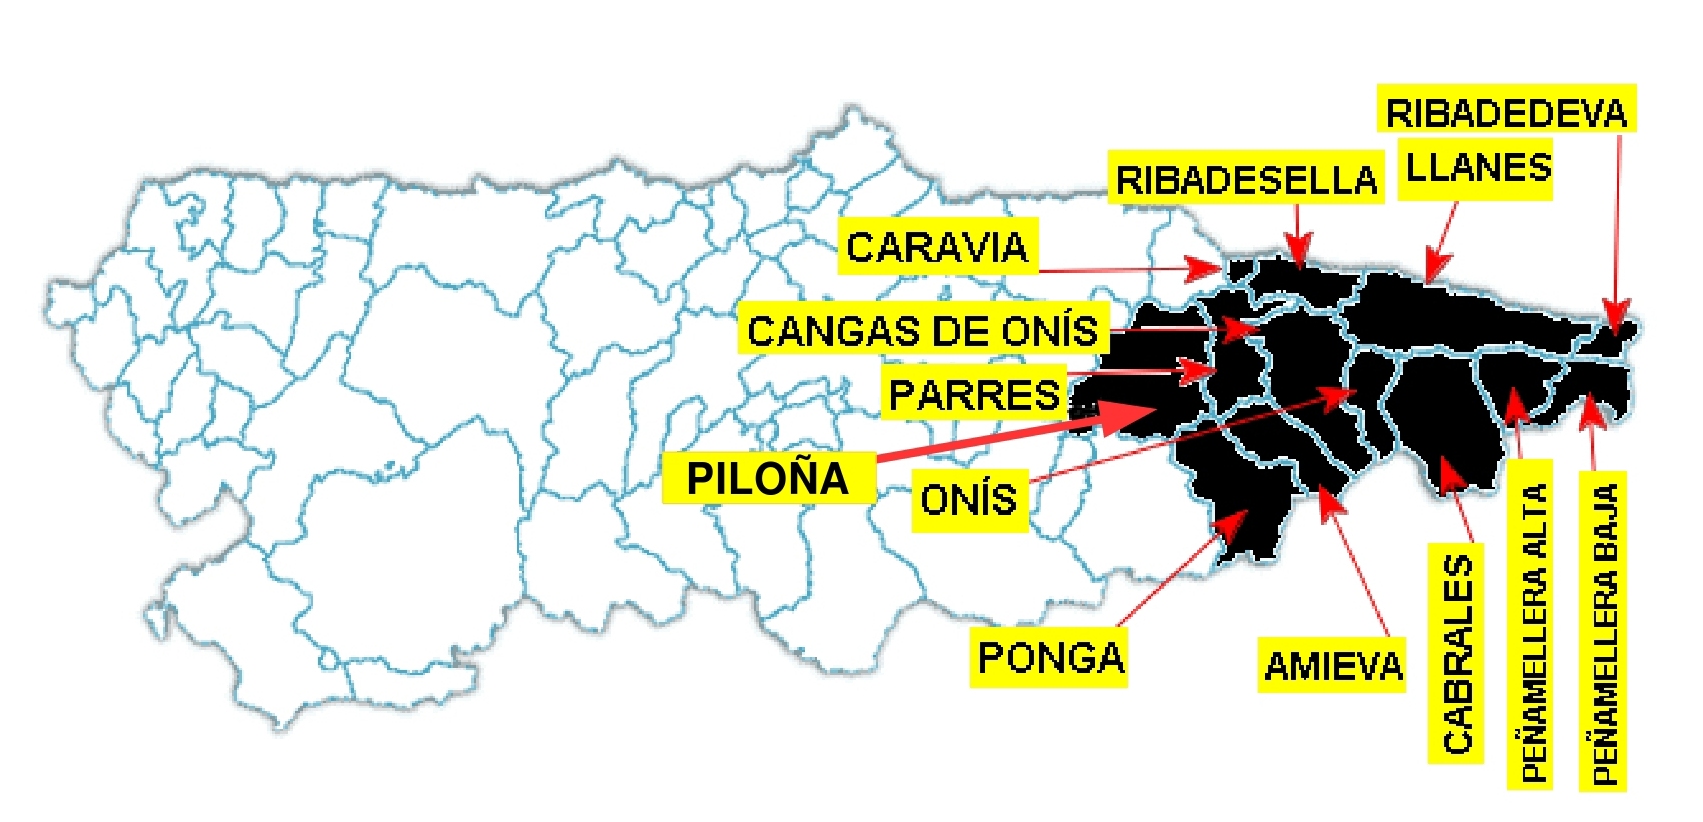 RIBADEDEVA
LLANES
RIBADESELLA
CARAVIA
CANGAS DE ONÍS
PARRES
PILOÑA
ONÍS
PONGA
AMIEVA
CABRALES
PEÑAMELLERA ALTA
PEÑAMELLERA BAJA